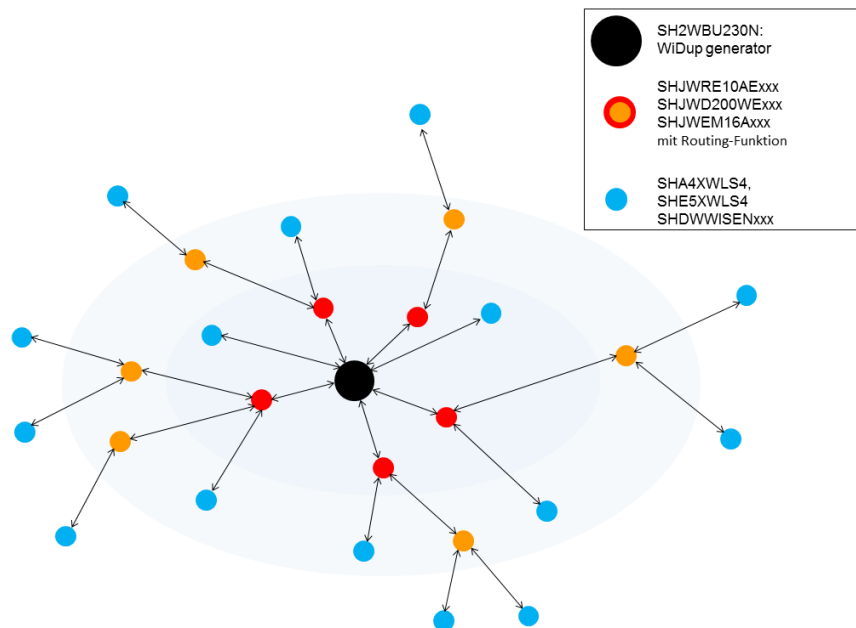 SH2WBU230N:
WiDup generator
SHJWRE10AExxx
SHJWD200WExxx
SHJWEM16Axxx
mit Routing-Funktion
SHA4XWLS4,
SHE5XWLS4
SHDWWISENxxx